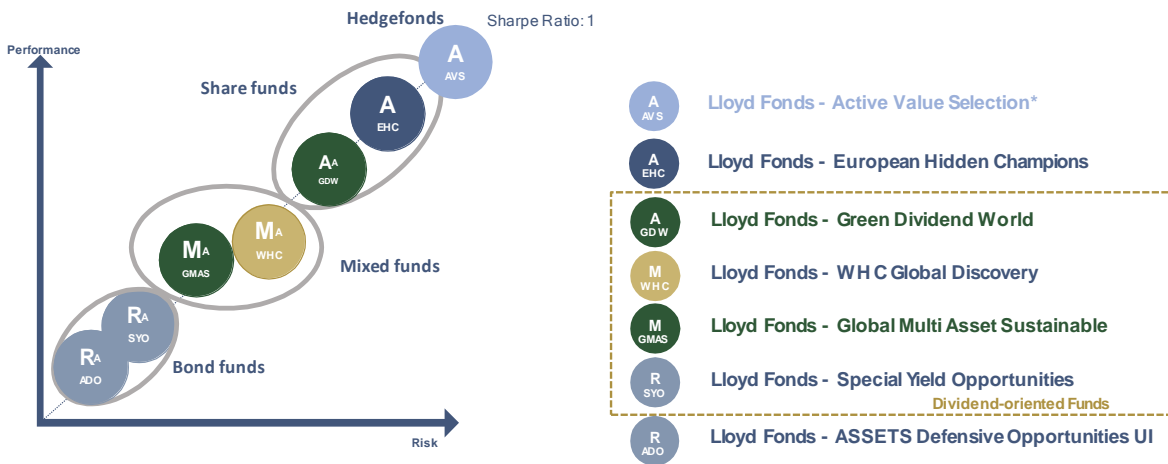 Hedgefonds
Sharpe Ratio: 1
Performance
A
AVS
Share funds
A
EHC
AA
GDW
MA
GMAS
MA
WHC
Mixed funds
RA
SYO
RA
ADO
Bond funds
Risk
A
AVS
Lloyd Fonds - Active Value Selection*
A
EHC
Lloyd Fonds - European Hidden Champions
A
GDW
Lloyd Fonds - Green Dividend World
M
WHC
Lloyd Fonds - WHC Global Discovery
M
GMAS
Lloyd Fonds - Global Multi Asset Sustainable
R
SYO
Lloyd Fonds - Special Yield Opportunities
Dividend-oriented Funds
R
ADO
Lloyd Fonds - ASSETS Defensive Opportunities UI